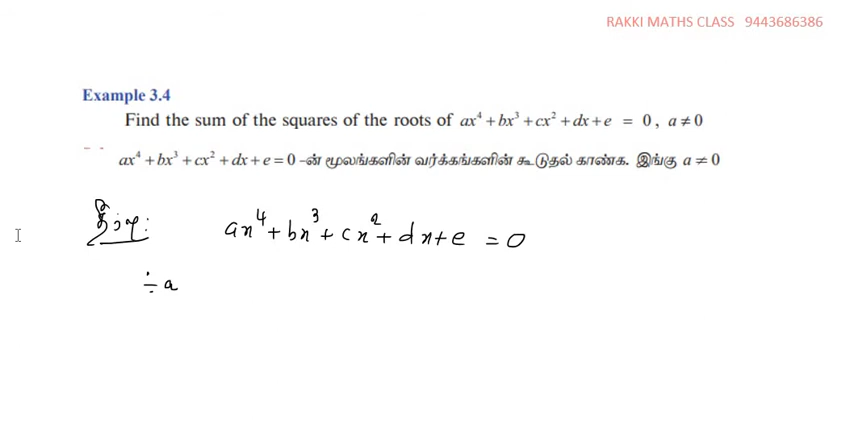 RAKKI MATHS CLASS 9443686386
Example 3.4
Find the sum of the squares of the roots of ax⁴ + bx³ + cx² + dx + e = 0, a ≠ 0
ax⁴ + bx³ + cx² + dx + e = 0 -ன் மூலங்களின் வர்க்கங்களின் கூடுதல் காண்க. இங்கு a ≠ 0
தீர்வு: ax⁴ + bx³ + cx² + dx + e = 0
÷ a